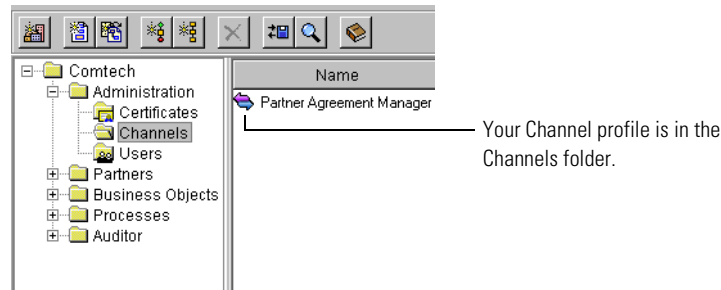 Comtech
Administration
Certificates
Channels
Users
Partners
Business Objects
Processes
Auditor
Name
Partner Agreement Manager
Your Channel profile is in the
Channels folder.